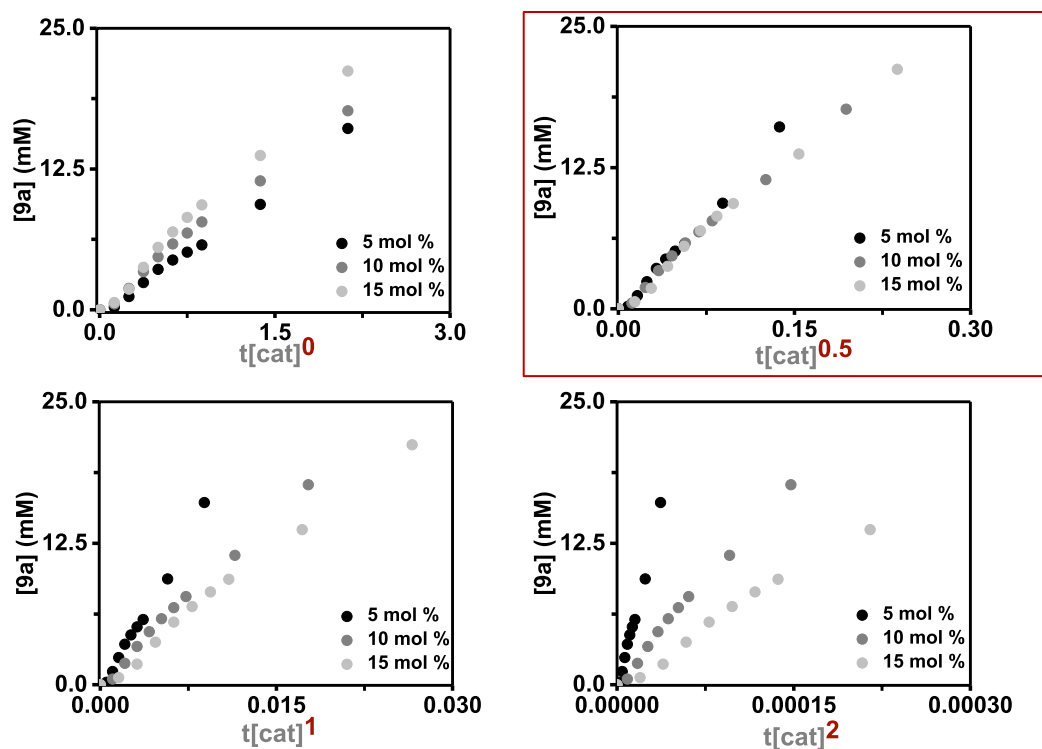 25.0
12.5
0.0
[9a] (mM)
5 mol %
10 mol %
15 mol %
0.0
1.5
3.0
t[cat]0
25.0
12.5
0.0
[9a] (mM)
5 mol %
10 mol %
15 mol %
0.00
0.15
0.30
t[cat]0.5
25.0
12.5
0.0
[9a] (mM)
5 mol %
10 mol %
15 mol %
0.000
0.015
0.030
t[cat]1
25.0
12.5
0.0
[9a] (mM)
5 mol %
10 mol %
15 mol %
0.00000
0.00015
0.00030
t[cat]2